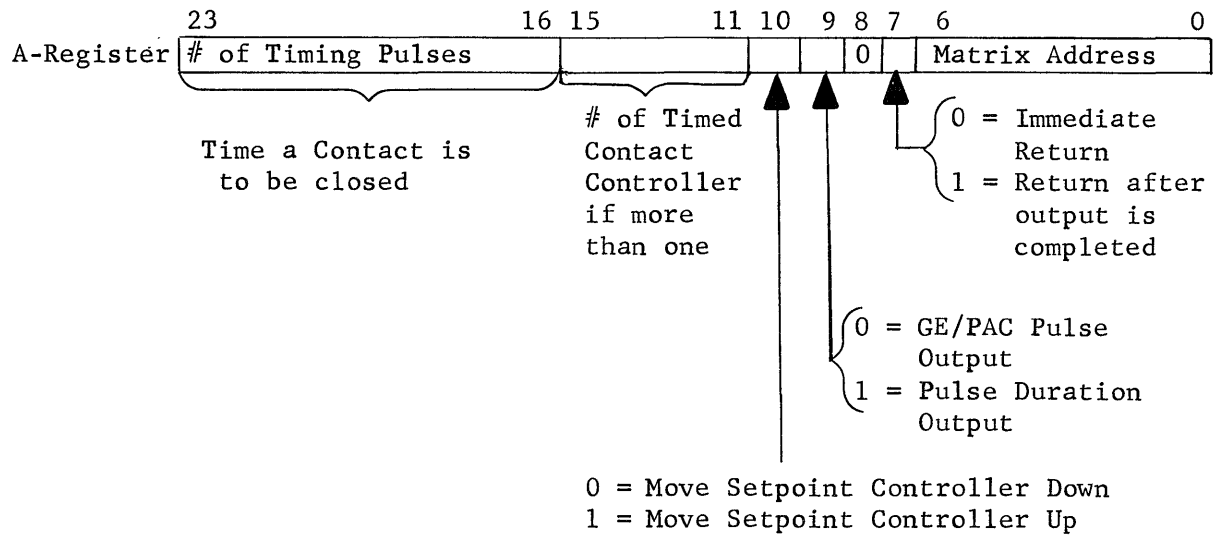 23 16 15 11 10 9 8 7 6 0
A-Register # of Timing Pulses 0 Matrix Address
Time a Contact is
to be closed
# of Timed
Contact
Controller
if more
than one
0 = Immediate
Return
1 = Return after
output is
completed
0 = GE/PAC Pulse
Output
1 = Pulse Duration
Output
0 = Move Setpoint Controller Down
1 = Move Setpoint Controller Up